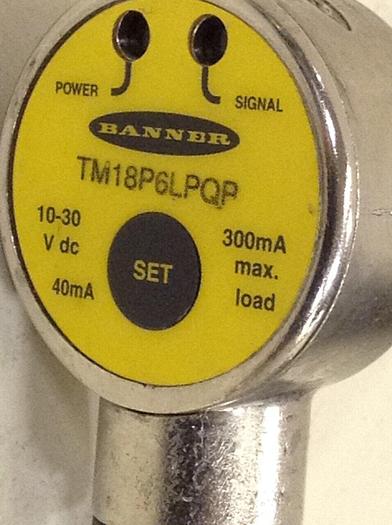 POWER
SIGNAL
BANNER
TM18P6LPQP
10-30
V dc
40mA
SET
300mA
max.
load